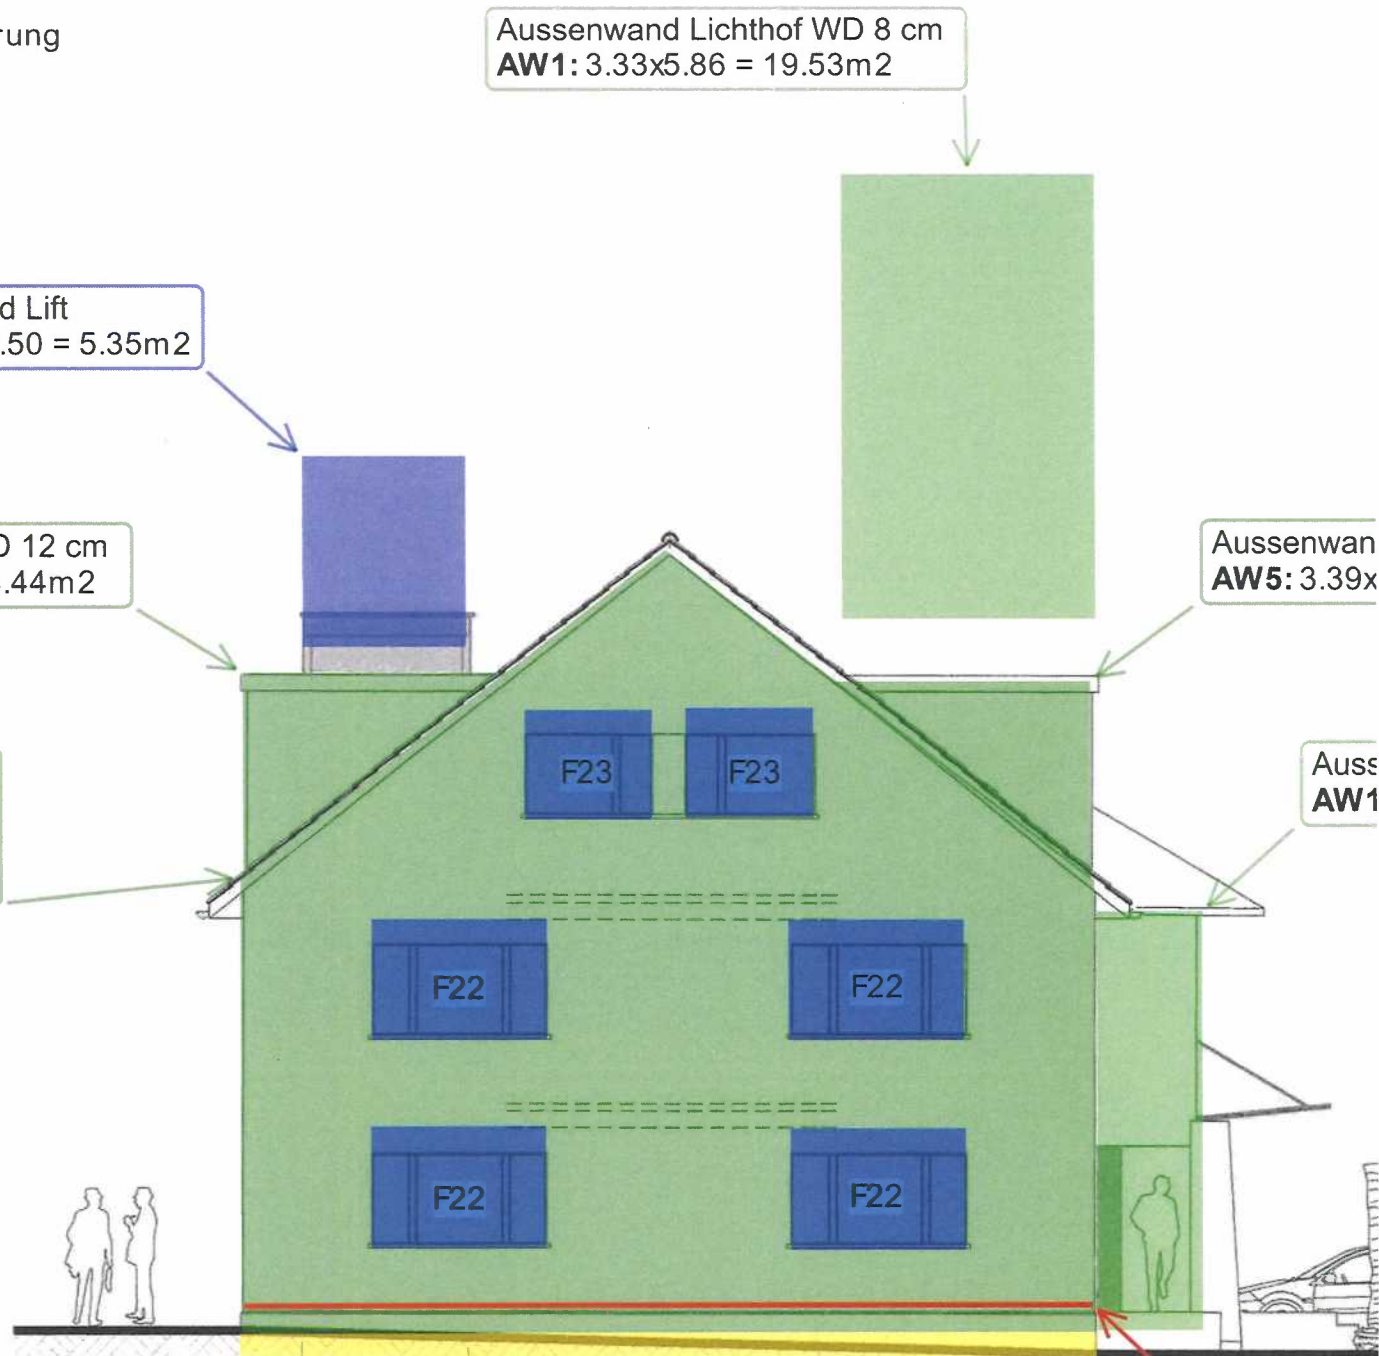 rung
Aussenwand Lichthof WD 8 cm
AW1: 3.33x5.86 = 19.53m2
d Lift
.50 = 5.35m2
12 cm
.44m2
Aussenwan
AW5: 3.39x
Auss
AW1
F23
F23
F22
F22
F22
F22